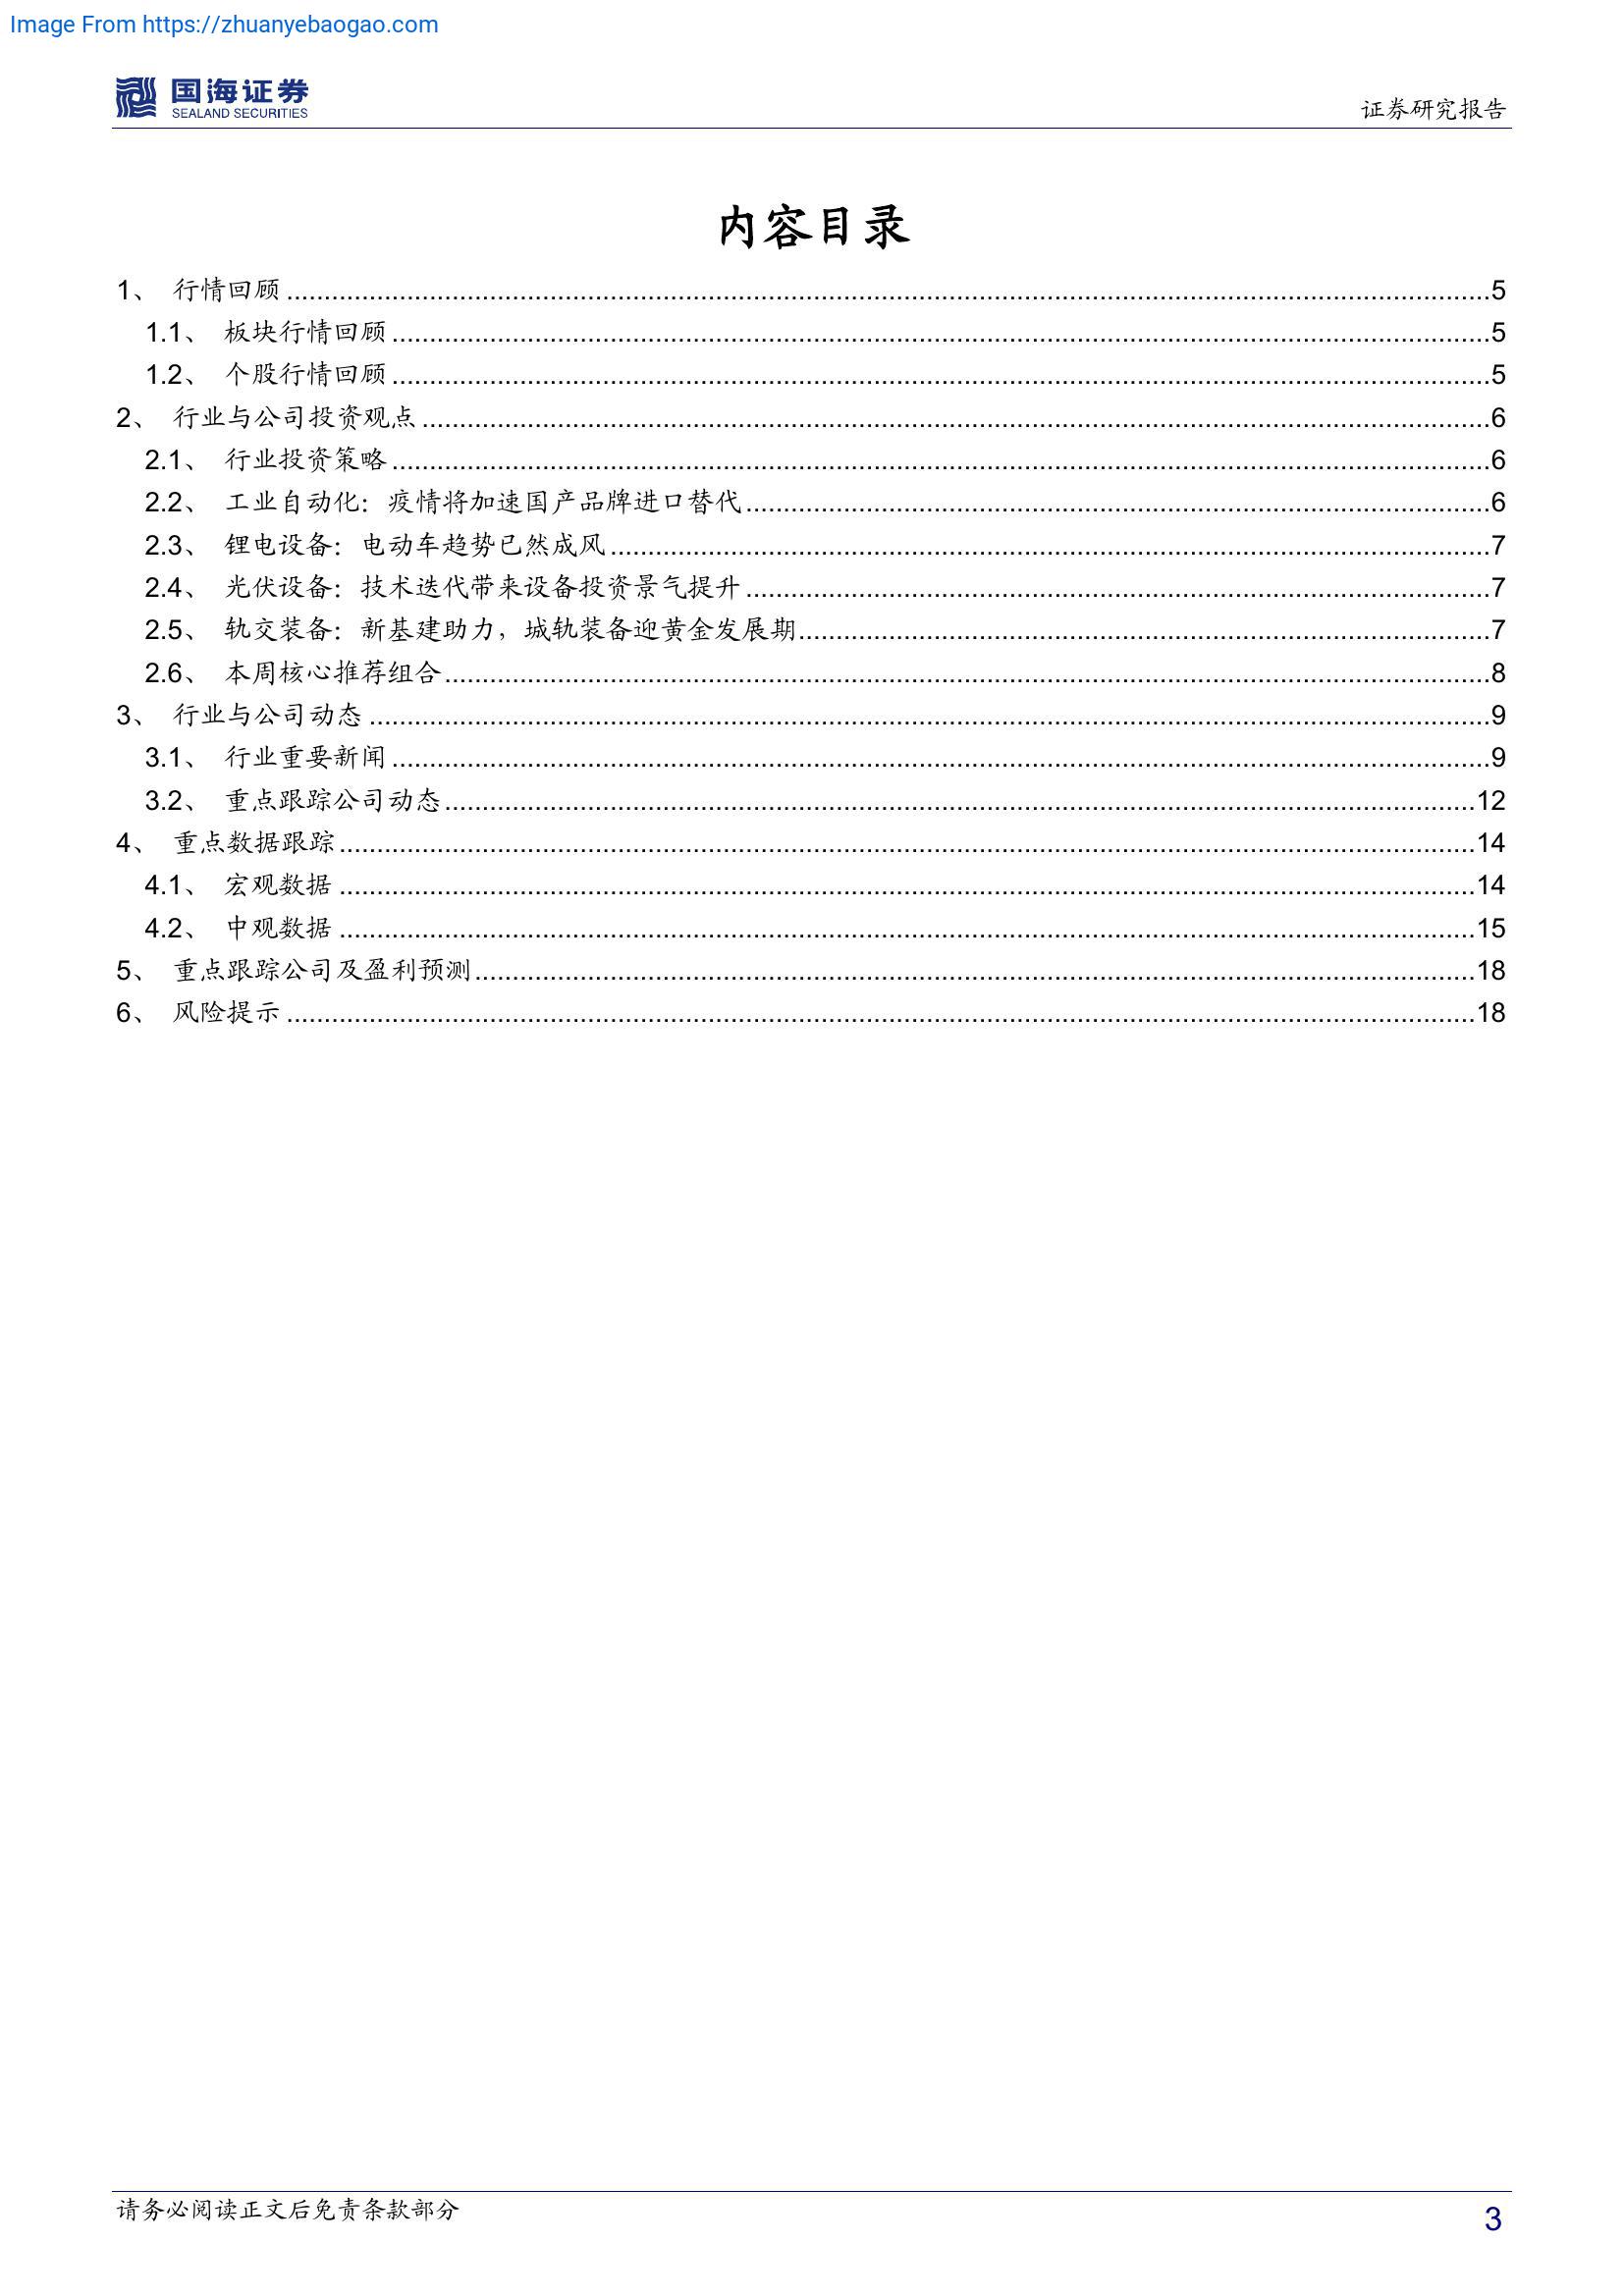 Image From https://zhuanyebaogao.com
国海证券
SEALAND SECURITIES
证券研究报告
内容目录
1、 行情回顾 ........ 5
1.1、 板块行情回顾 ........ 5
1.2、 个股行情回顾 ........ 5
2、 行业与公司投资观点 ........ 6
2.1、 行业投资策略 ........ 6
2.2、 工业自动化：疫情将加速国产品牌进口替代 ........ 6
2.3、 锂电设备：电动车趋势已然成风 ........ 7
2.4、 光伏设备：技术迭代带来设备投资景气提升 ........ 7
2.5、 轨交装备：新基建助力，城轨装备迎黄金发展期 ........ 7
2.6、 本周核心推荐组合 ........ 8
3、 行业与公司动态 ........ 9
3.1、 行业重要新闻 ........ 9
3.2、 重点跟踪公司动态 ........ 12
4、 重点数据跟踪 ........ 14
4.1、 宏观数据 ........ 14
4.2、 中观数据 ........ 15
5、 重点跟踪公司及盈利预测 ........ 18
6、 风险提示 ........ 18
请务必阅读正文后免责条款部分
3